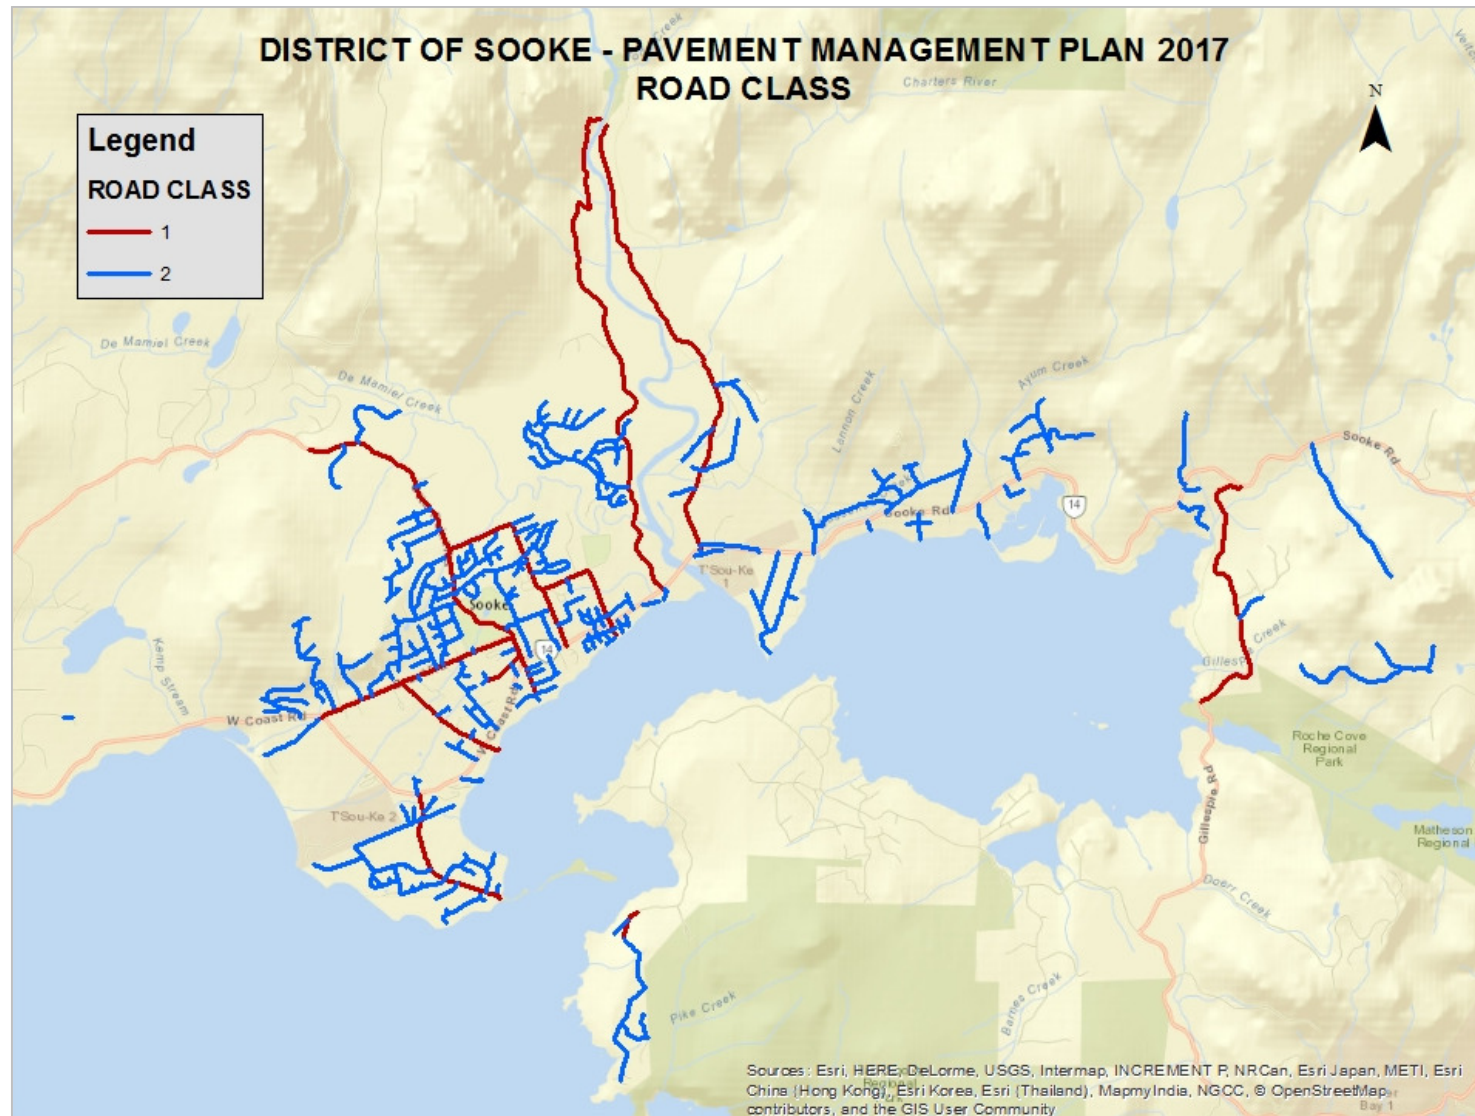 DISTRICT OF SOOKE - PAVEMENT MANAGEMENT PLAN 2017
ROAD CLASS
Charters River
N
Legend
ROAD CLASS
1
2
De Mamiel Creek
De Mamiel Creek
Lannon Creek
Ayum Creek
Sooke Rd
14
Creek
Sooke Rd
T'Sou-Ke
1
Sooke
14
Kemp Stream
W Coast Rd
W Coast Rd
Gillespie Creek
Roche Cove
Regional
Park
Gillespie Rd
T'Sou-Ke 2
Matheson
Regional
Doerr Creek
Pike Creek
Barnes Creek
Regional
Bay 1
Sources: Esri, HERE, DeLorme, USGS, Intermap, INCREMENT P, NRCan, Esri Japan, METI, Esri
China (Hong Kong), Esri Korea, Esri (Thailand), MapmyIndia, NGCC, © OpenStreetMap
contributors, and the GIS User Community